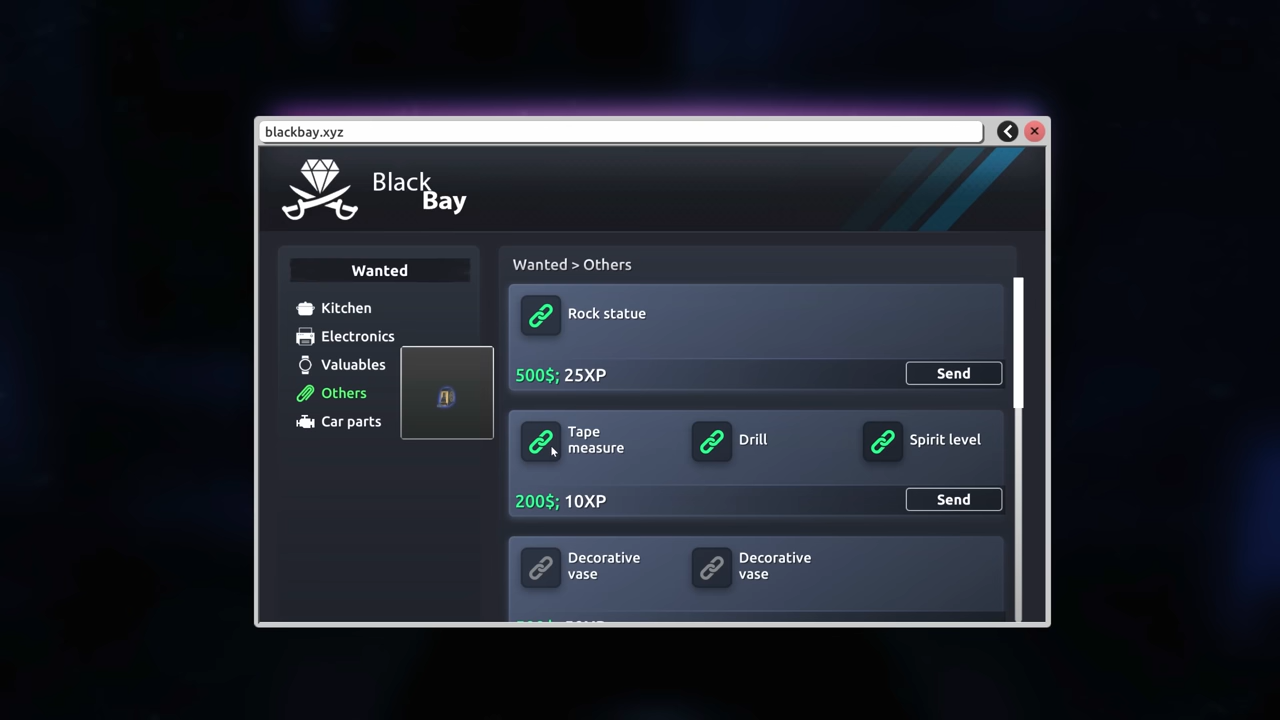 blackbay.xyz
Black
Bay
Wanted
Kitchen
Electronics
Valuables
Others
Car parts
Wanted > Others
Rock statue
500$; 25XP
Send
Tape
measure
Drill
Spirit level
200$; 10XP
Send
Decorative
vase
Decorative
vase